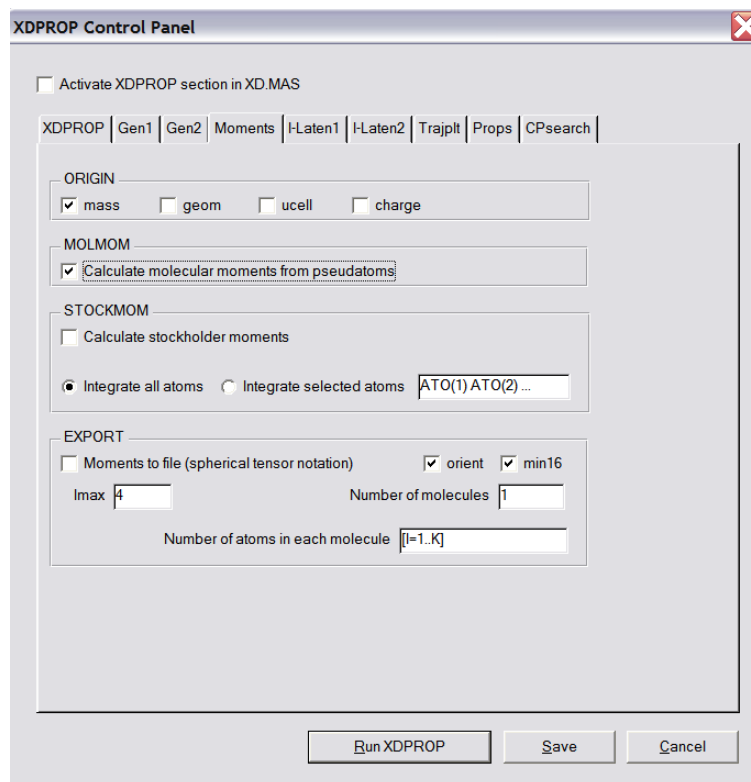 XDPROP Control Panel
Activate XDPROP section in XD.MAS
XDPROP Gen1 Gen2 Moments I-Laten1 I-Laten2 Trajplt Props CPsearch
ORIGIN
mass geom ucell charge
MOLMOM
Calculate molecular moments from pseudatoms
STOCKMOM
Calculate stockholder moments
Integrate all atoms Integrate selected atoms ATO(1) ATO(2) ...
EXPORT
Moments to file (spherical tensor notation) orient min16
lmax 4 Number of molecules 1
Number of atoms in each molecule [I=1..K]
Run XDPROP Save Cancel